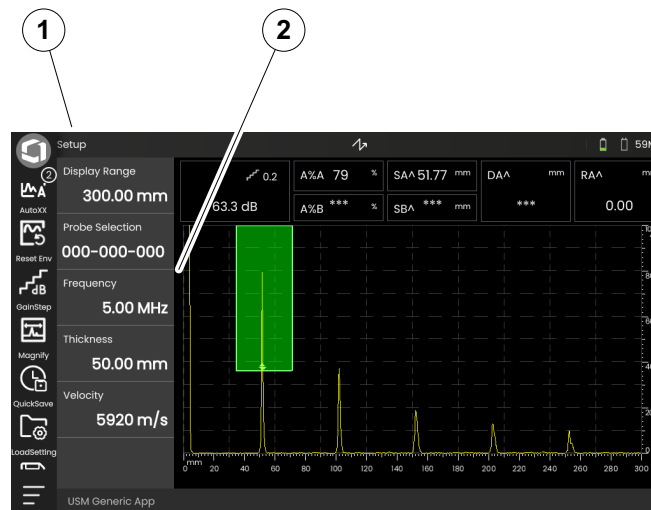 1
2
Setup
59M
2
AutoXX
Reset Env
dB
GainStep
Magnify
QuickSave
LoadSetting
Display Range
300.00 mm
Probe Selection
000-000-000
Frequency
5.00 MHz
Thickness
50.00 mm
Velocity
5920 m/s
0.2
63.3 dB
A%A 79 %
A%B *** %
SA^ 51.77 mm
SB^ *** mm
DA^ mm
***
RA^ m
0.00
mm 20 40 60 80 100 120 140 160 180 200 220 240 260 280 300
USM Generic App